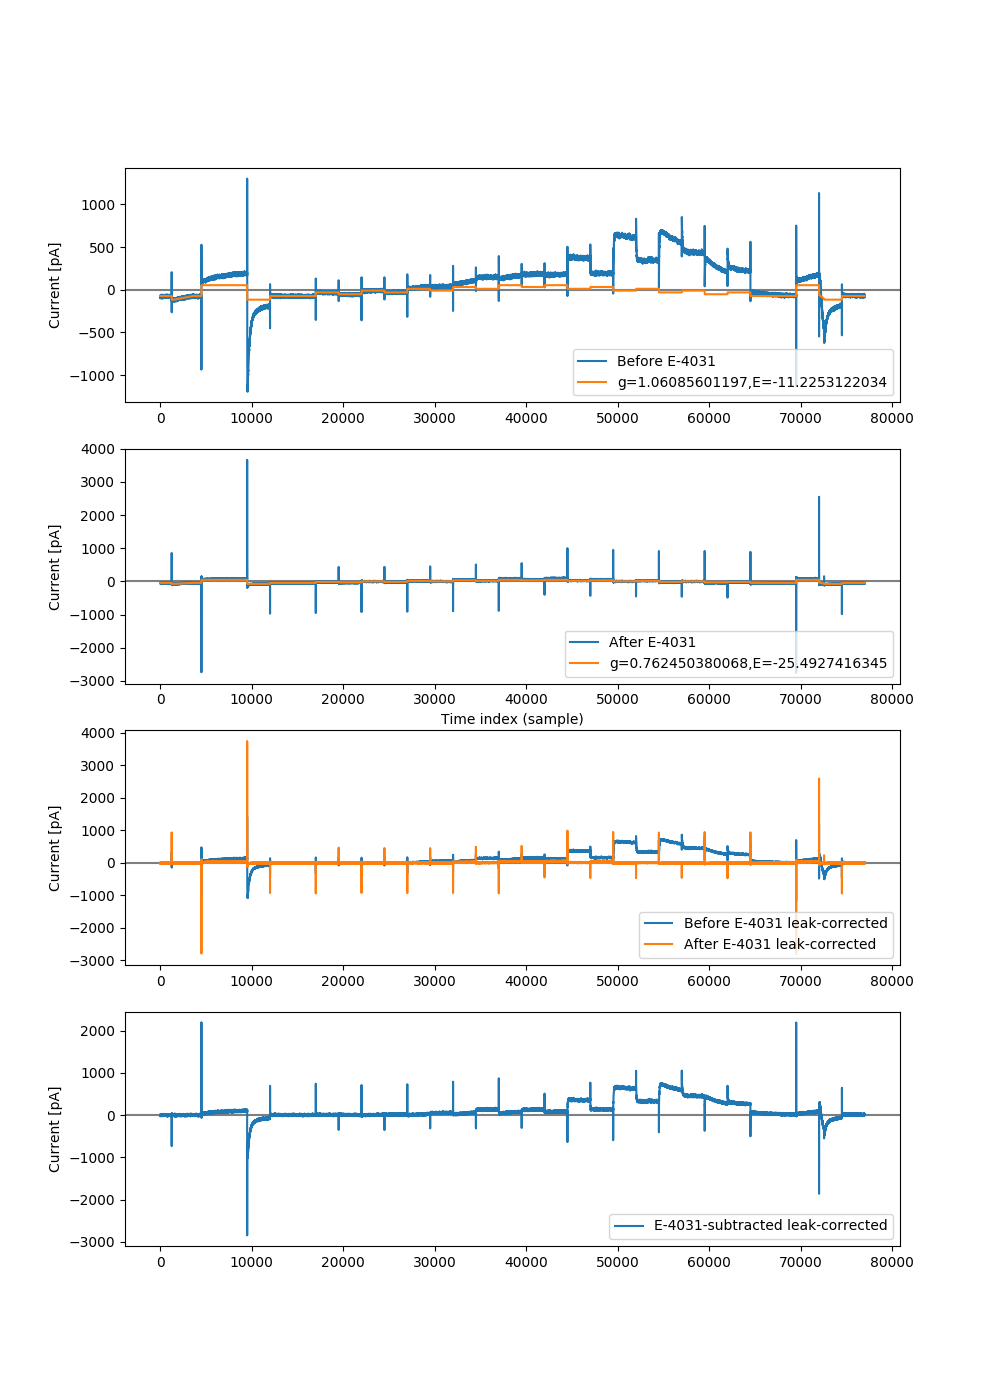 Current [pA]
1000
500
0
−500
−1000
Before E-4031
g=1.06085601197,E=-11.2253122034
0 10000 20000 30000 40000 50000 60000 70000 80000
Current [pA]
4000
3000
2000
1000
0
−1000
−2000
−3000
After E-4031
g=0.762450380068,E=-25.4927416345
0 10000 20000 30000 40000 50000 60000 70000 80000
Time index (sample)
Current [pA]
4000
3000
2000
1000
0
−1000
−2000
−3000
Before E-4031 leak-corrected
After E-4031 leak-corrected
0 10000 20000 30000 40000 50000 60000 70000 80000
Current [pA]
2000
1000
0
−1000
−2000
−3000
E-4031-subtracted leak-corrected
0 10000 20000 30000 40000 50000 60000 70000 80000